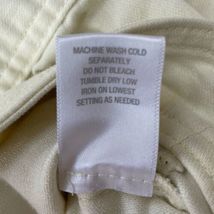 MACHINE WASH COLD
SEPARATELY
DO NOT BLEACH
TUMBLE DRY LOW
IRON ON LOWEST
SETTING AS NEEDED